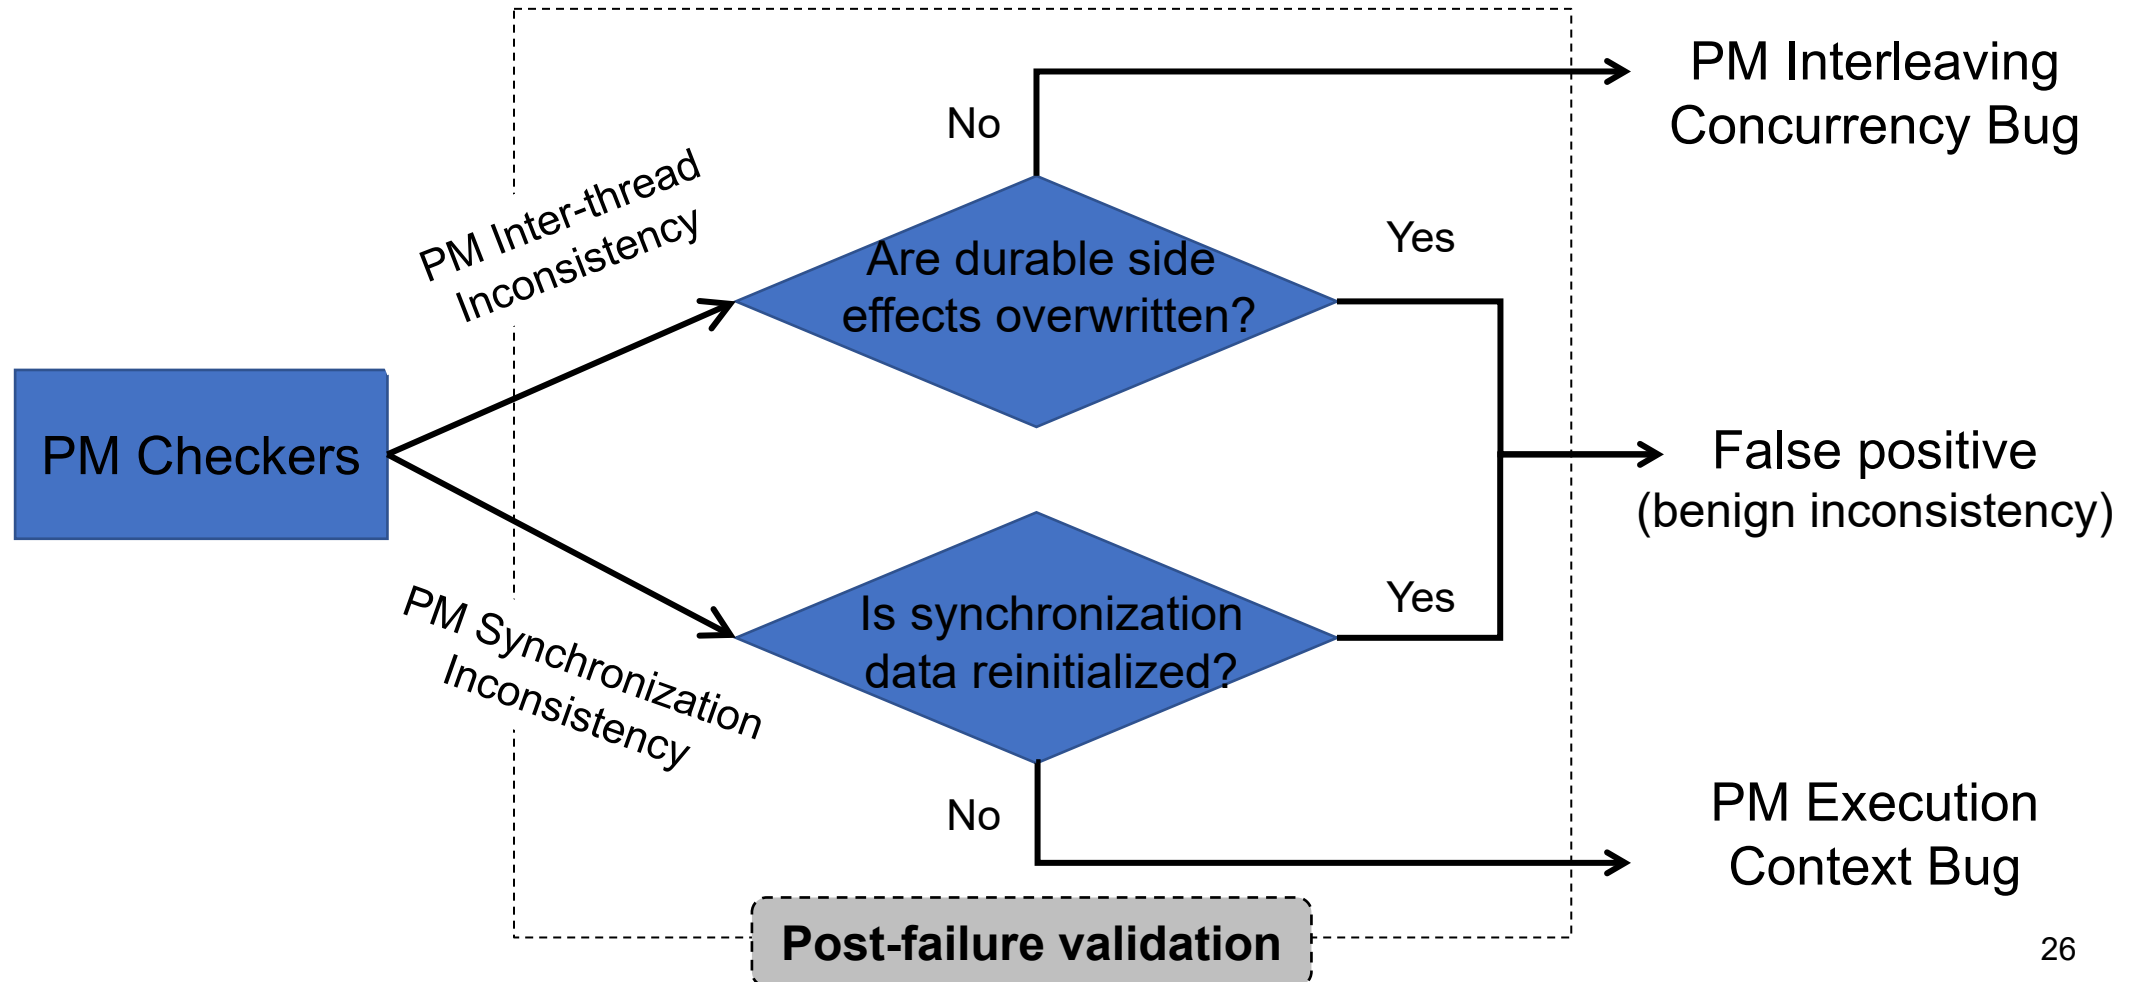 PM Interleaving
Concurrency Bug
No
PM Inter-thread
Inconsistency
Yes
Are durable side
effects overwritten?
PM Checkers
False positive
(benign inconsistency)
PM Synchronization
Inconsistency
Yes
Is synchronization
data reinitialized?
No
PM Execution
Context Bug
Post-failure validation
26